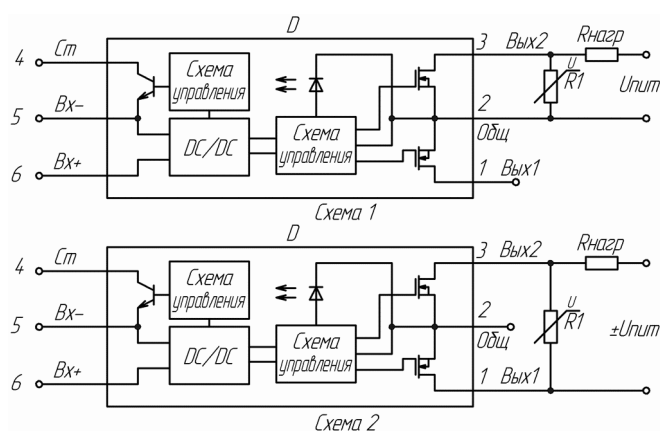 D
4 Ст
Схема
управления
3 Вых2
Rнагр
5 Вх-
DC/DC
Схема
управления
2
Общ
u
R1
Uпит
6 Вх+
1 Вых1
Схема 1
D
4 Ст
Схема
управления
3 Вых2
Rнагр
5 Вх-
DC/DC
Схема
управления
2
Общ
u
R1
±Uпит
6 Вх+
1 Вых1
Схема 2